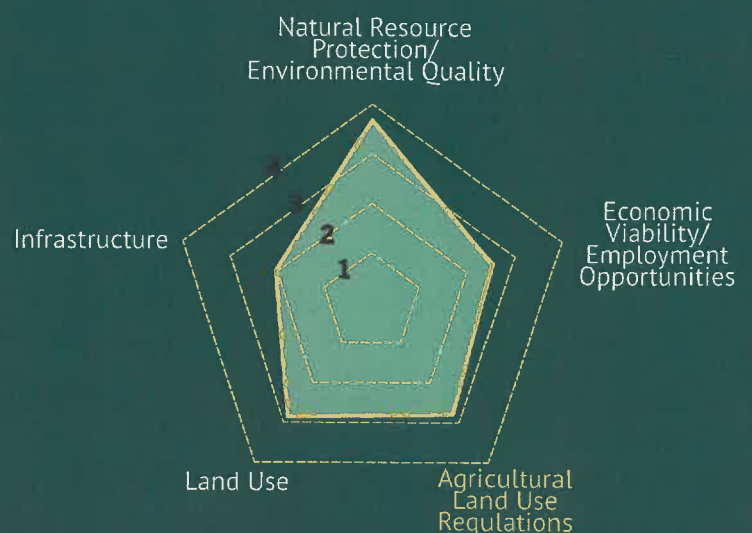 Natural Resource
Protection/
Environmental Quality
4
3
Infrastructure
2
Economic
Viability/
Employment
Opportunities
1
Land Use
Agricultural
Land Use
Regulations